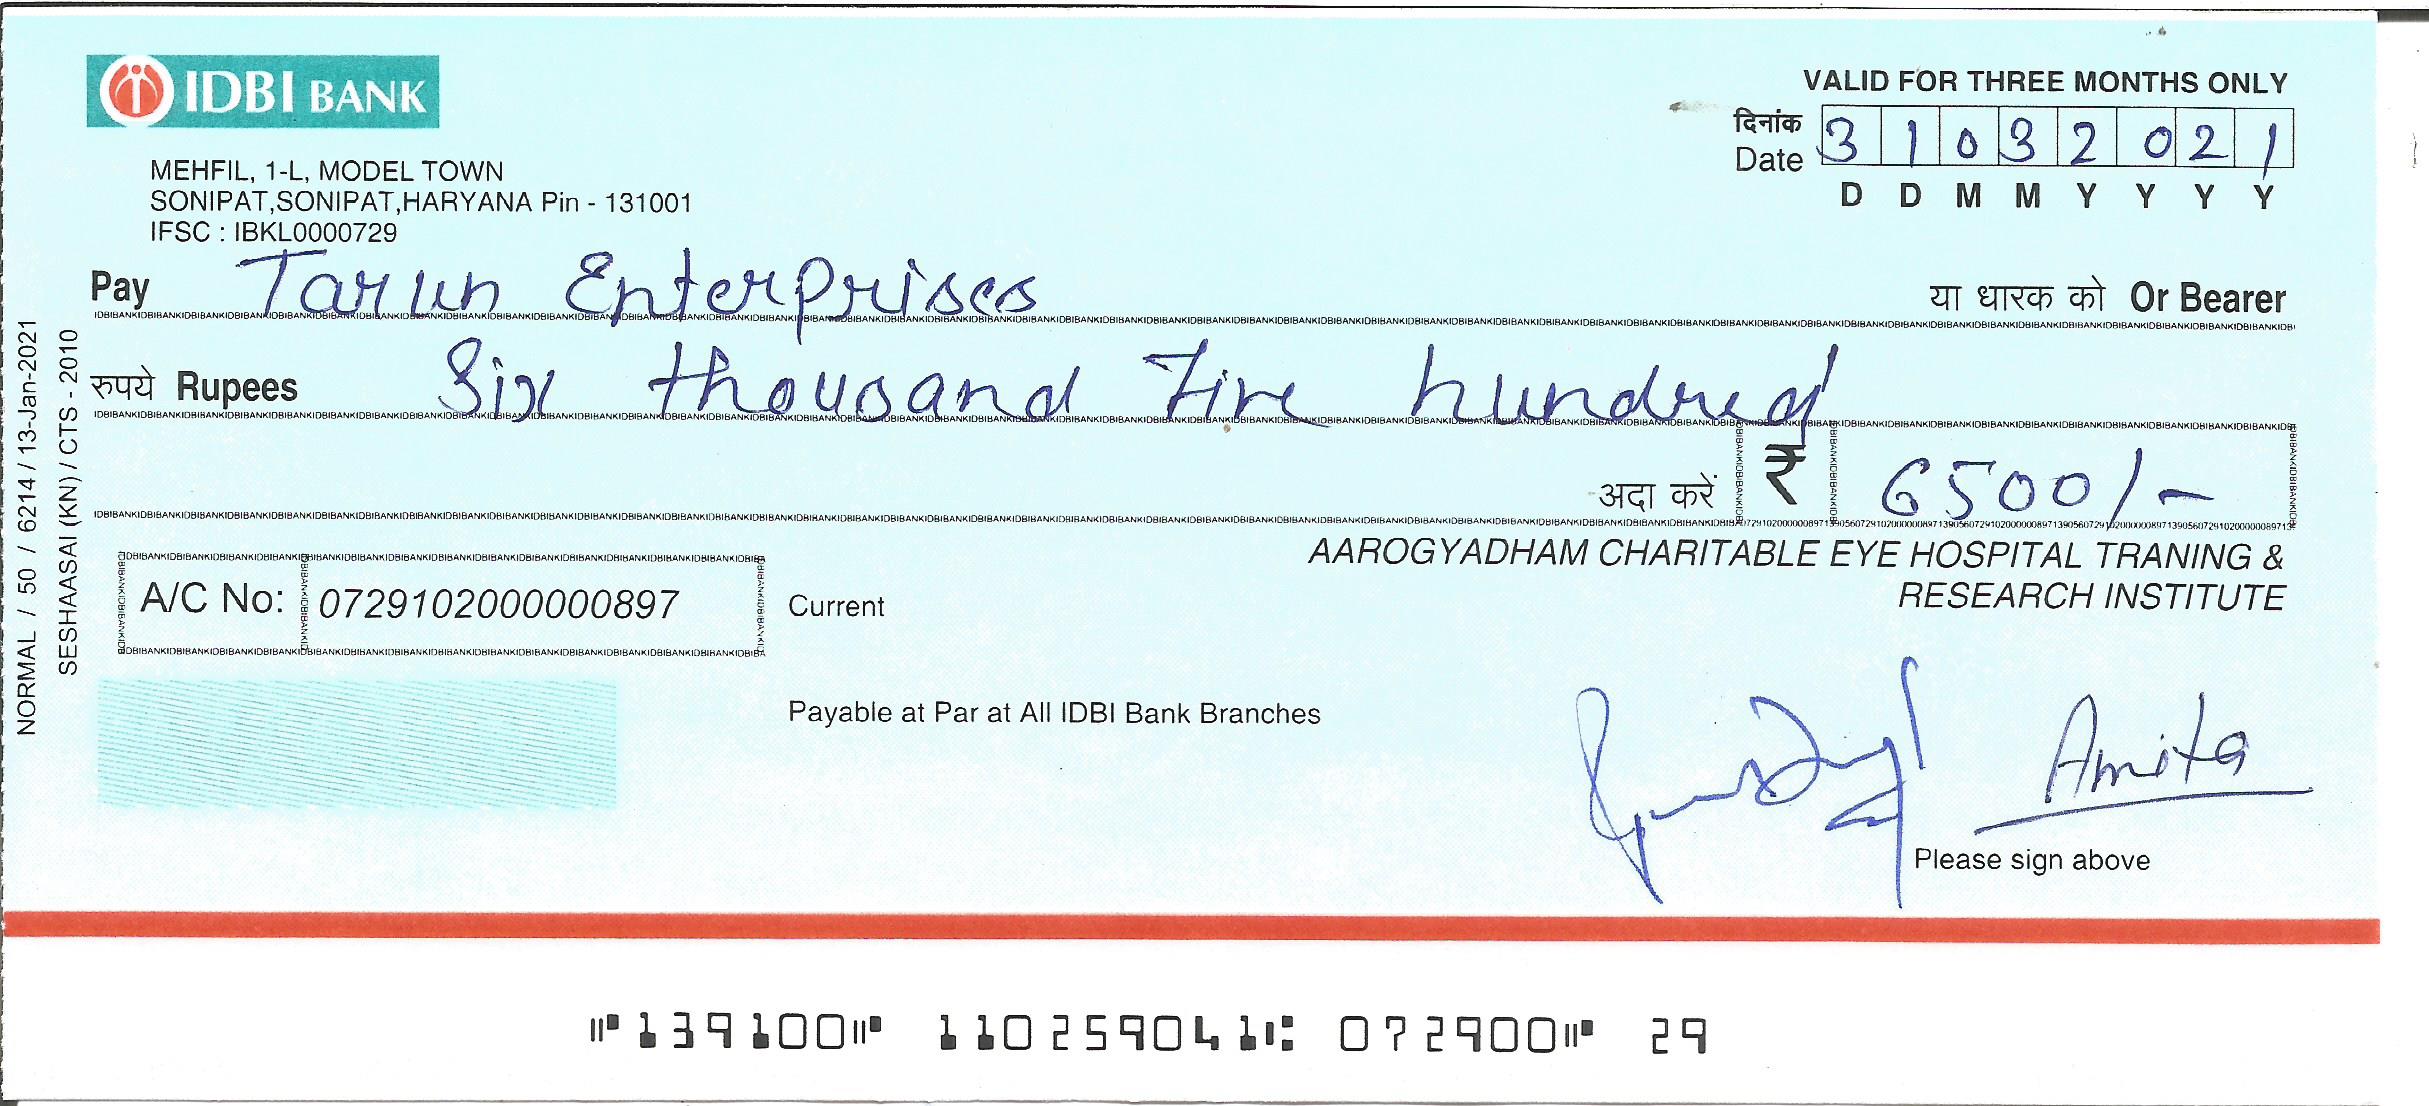 IDBI BANK
VALID FOR THREE MONTHS ONLY
दिनांक
Date 3 1 0 3 2 0 2 1
D D M M Y Y Y Y
MEHFIL, 1-L, MODEL TOWN
SONIPAT,SONIPAT,HARYANA Pin - 131001
IFSC : IBKL0000729
Pay Tarun Enterprises या धारक को Or Bearer
रुपये Rupees Six thousand Five hundred
अदा करें ₹ 6500/-
AAROGYADHAM CHARITABLE EYE HOSPITAL TRANING &
RESEARCH INSTITUTE
A/C No: 0729102000000897 Current
Payable at Par at All IDBI Bank Branches
Amita
Please sign above
NORMAL / 50 / 6214 / 13-Jan-2021
SESHAASAI (KN) / CTS - 2010
⑈139100⑈ 110259041⑆ 072900⑈ 29